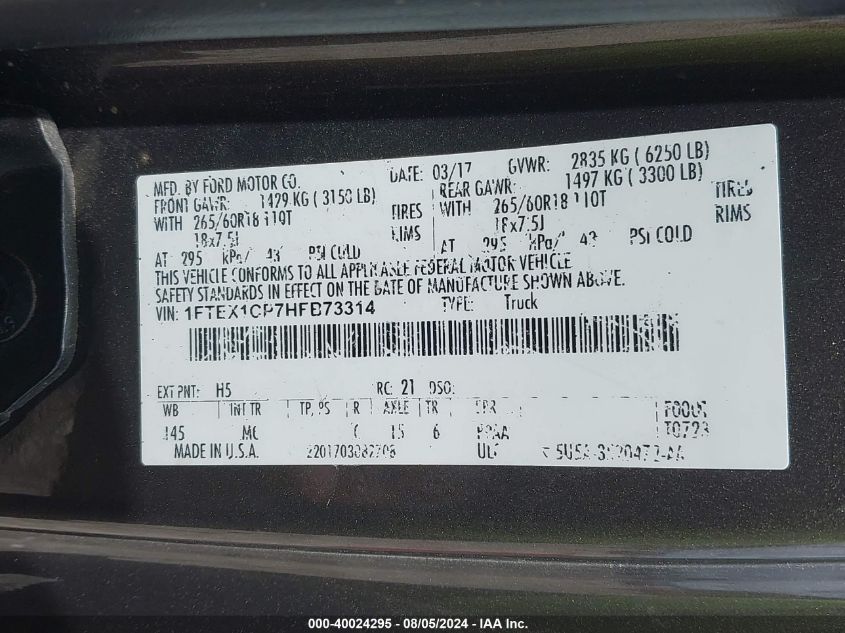 MFD. BY FORD MOTOR CO. DATE: 03/17 GVWR: 2835 KG ( 6250 LB)
FRONT GAWR: 1429 KG ( 3150 LB) REAR GAWR: 1497 KG ( 3300 LB)
WITH 265/60R18 110T TIRES WITH 265/60R18 110T TIRES
18x7.5J RIMS 18x7.5J RIMS
AT 295 kPa/ 43 PSI COLD AT 295 kPa/ 43 PSI COLD
THIS VEHICLE CONFORMS TO ALL APPLICABLE FEDERAL MOTOR VEHICLE
SAFETY STANDARDS IN EFFECT ON THE DATE OF MANUFACTURE SHOWN ABOVE.
VIN: 1FTEX1CP7HFB73314 TYPE: Truck
EXT PNT: H5 RC: 21 DSO:
WB INT TR TP, PS R AXLE TR SPR
145 MC 15 6 PPAA
MADE IN U.S.A.
000-40024295 - 08/05/2024 - IAA Inc.